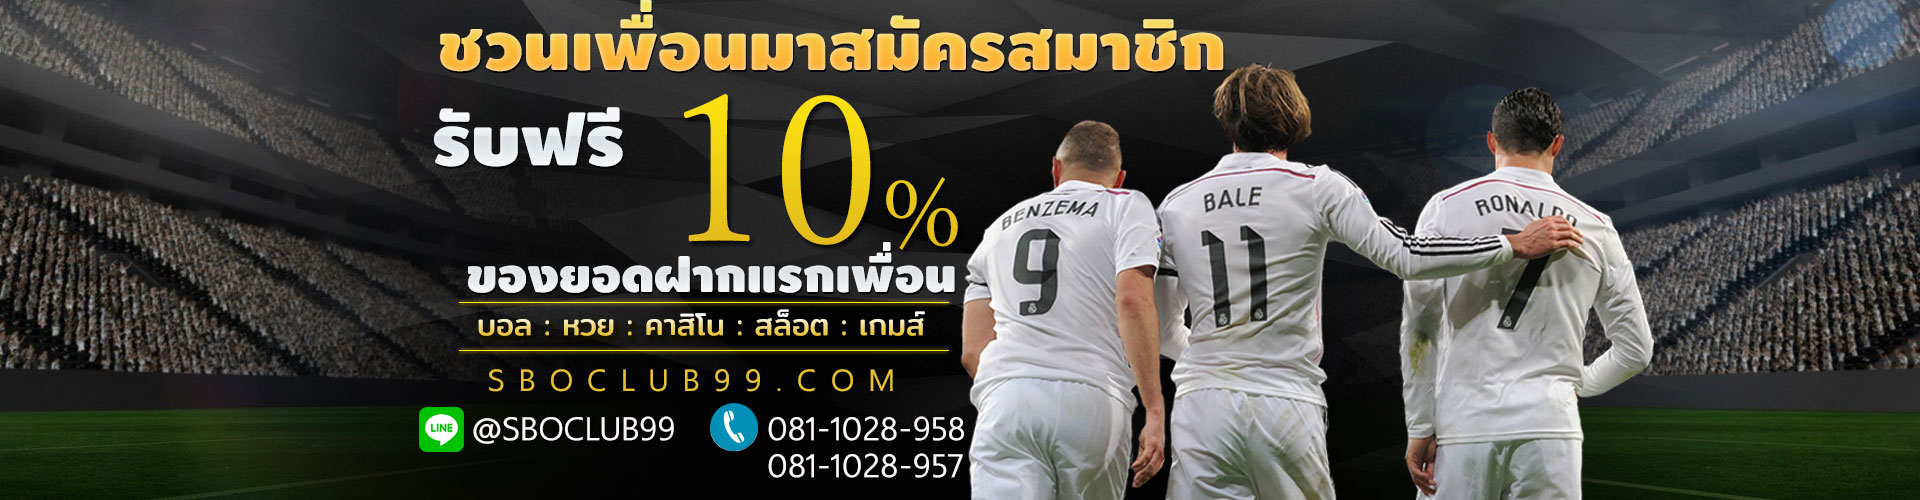 ชวนเพื่อนมาสมัครสมาชิก
รับฟรี 10%
ของยอดฝากแรกเพื่อน
บอล : หวย : คาสิโน : สล็อต : เกมส์
SBOCLUB99.COM
LINE @SBOCLUB99 081-1028-958
081-1028-957
BENZEMA
9
BALE
11
RONALDO
7